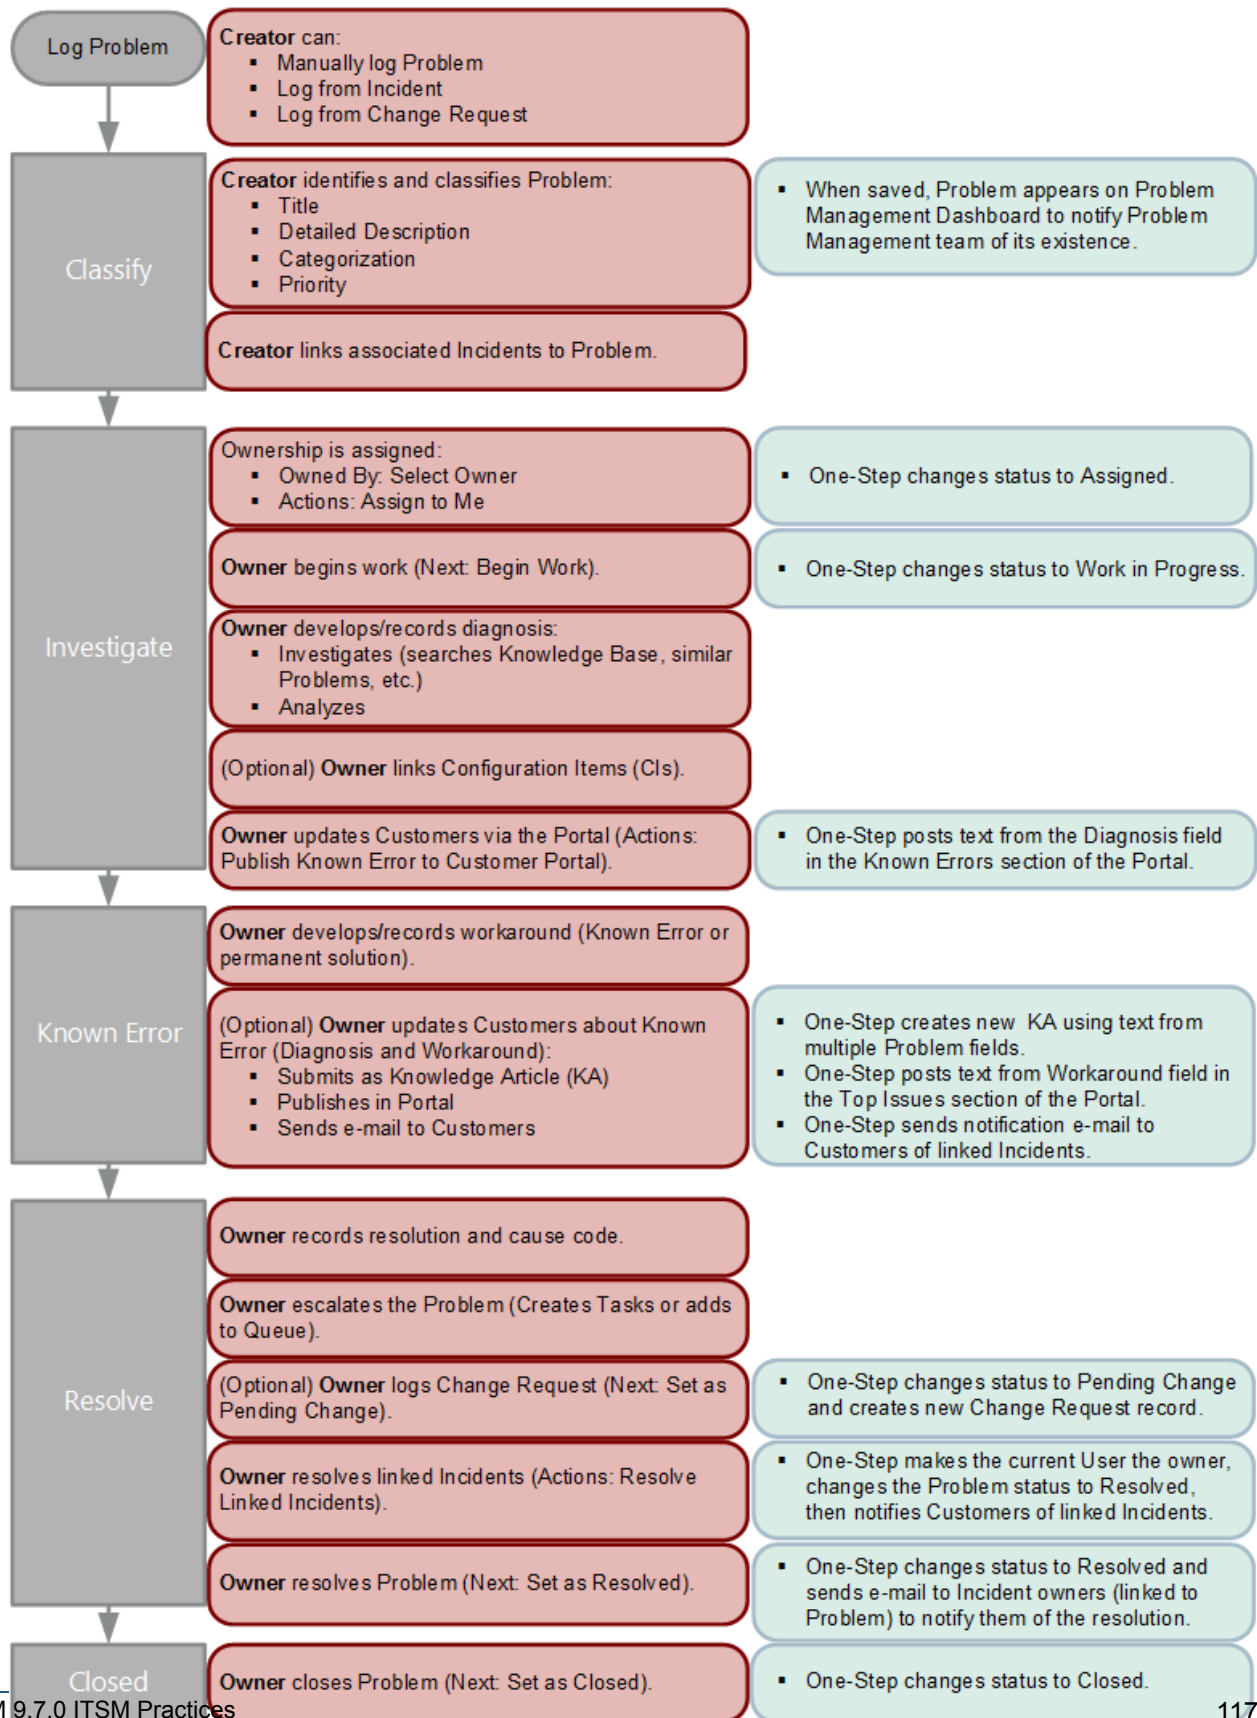 Log Problem
Creator can:
▪ Manually log Problem
▪ Log from Incident
▪ Log from Change Request
Classify
Creator identifies and classifies Problem:
▪ Title
▪ Detailed Description
▪ Categorization
▪ Priority
▪ When saved, Problem appears on Problem
Management Dashboard to notify Problem
Management team of its existence.
Creator links associated Incidents to Problem.
Investigate
Ownership is assigned:
▪ Owned By: Select Owner
▪ Actions: Assign to Me
▪ One-Step changes status to Assigned.
Owner begins work (Next: Begin Work).
▪ One-Step changes status to Work in Progress.
Owner develops/records diagnosis:
▪ Investigates (searches Knowledge Base, similar
Problems, etc.)
▪ Analyzes
(Optional) Owner links Configuration Items (CIs).
Owner updates Customers via the Portal (Actions:
Publish Known Error to Customer Portal).
▪ One-Step posts text from the Diagnosis field
in the Known Errors section of the Portal.
Known Error
Owner develops/records workaround (Known Error or
permanent solution).
(Optional) Owner updates Customers about Known
Error (Diagnosis and Workaround):
▪ Submits as Knowledge Article (KA)
▪ Publishes in Portal
▪ Sends e-mail to Customers
▪ One-Step creates new KA using text from
multiple Problem fields.
▪ One-Step posts text from Workaround field in
the Top Issues section of the Portal.
▪ One-Step sends notification e-mail to
Customers of linked Incidents.
Resolve
Owner records resolution and cause code.
Owner escalates the Problem (Creates Tasks or adds
to Queue).
(Optional) Owner logs Change Request (Next: Set as
Pending Change).
▪ One-Step changes status to Pending Change
and creates new Change Request record.
Owner resolves linked Incidents (Actions: Resolve
Linked Incidents).
▪ One-Step makes the current User the owner,
changes the Problem status to Resolved,
then notifies Customers of linked Incidents.
Owner resolves Problem (Next: Set as Resolved).
▪ One-Step changes status to Resolved and
sends e-mail to Incident owners (linked to
Problem) to notify them of the resolution.
Closed
Owner closes Problem (Next: Set as Closed).
▪ One-Step changes status to Closed.
9.7.0 ITSM Practices
117